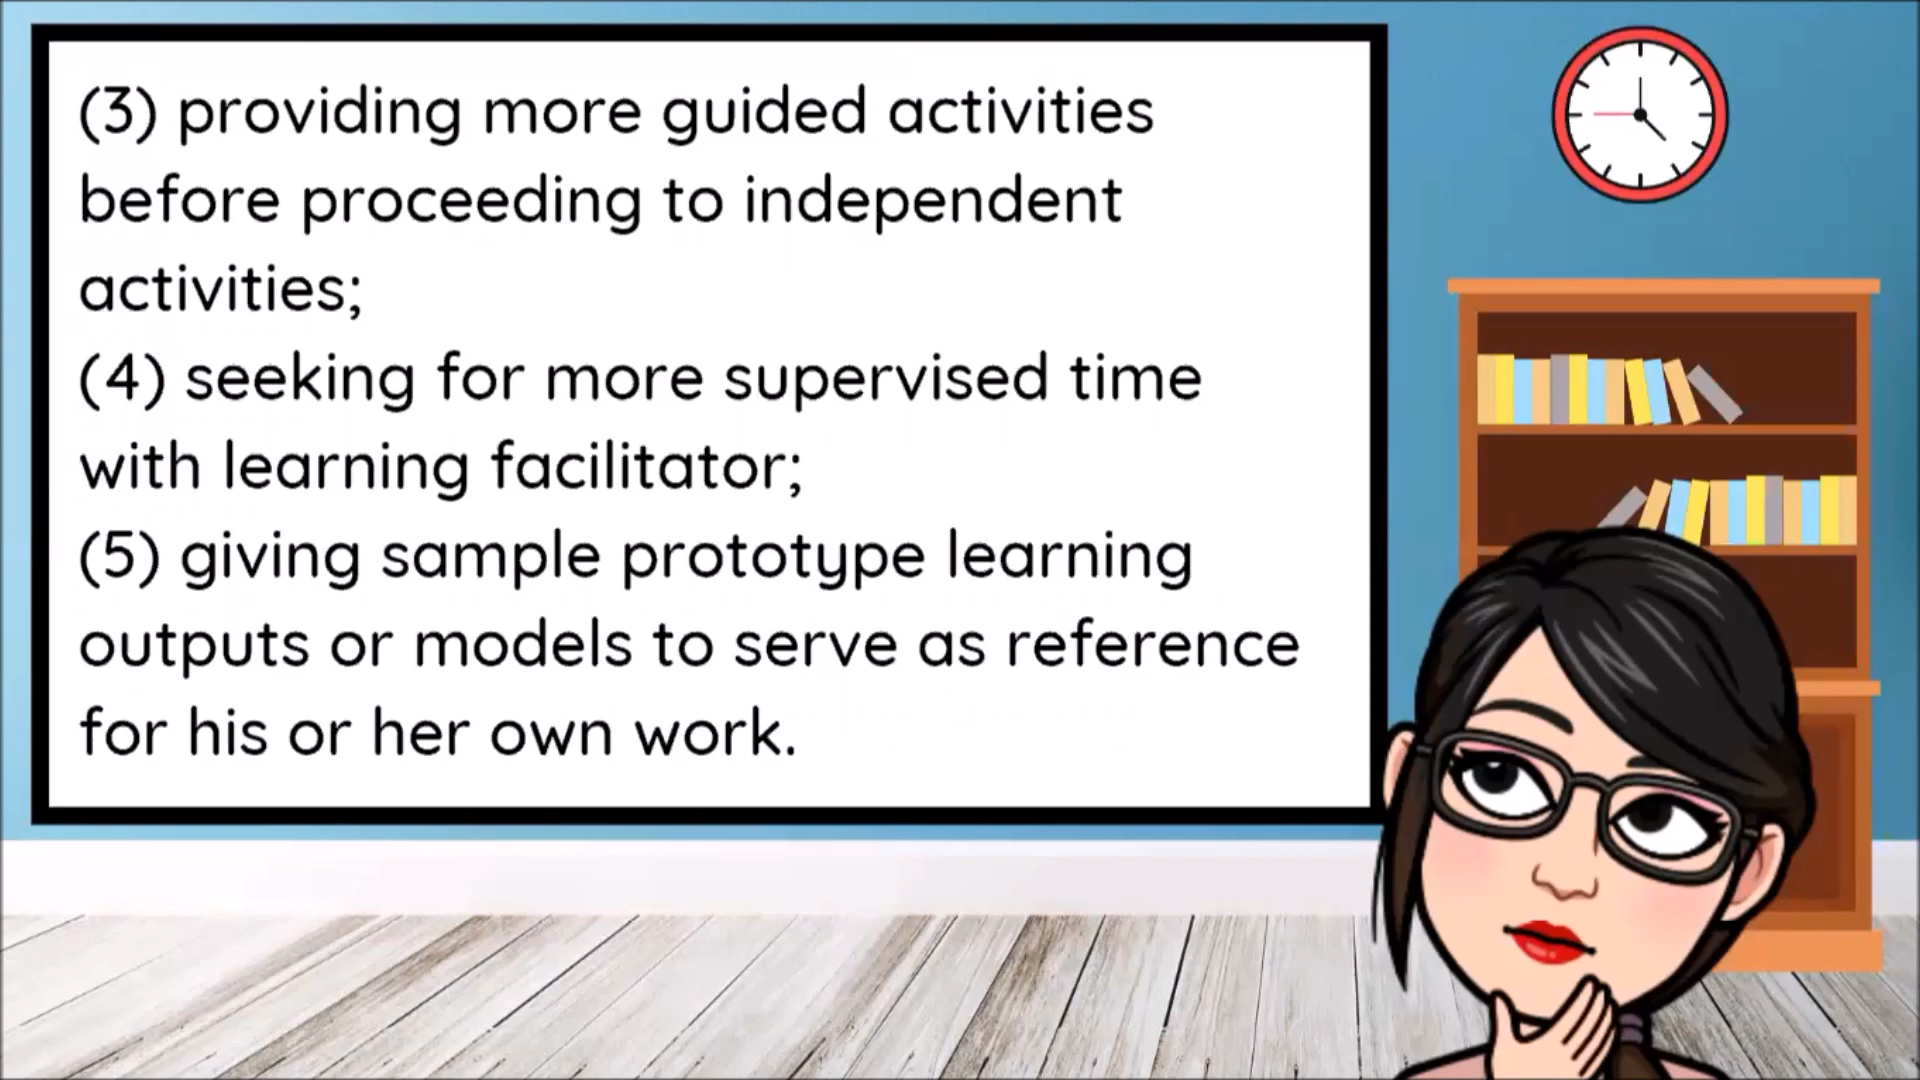 (3) providing more guided activities
before proceeding to independent
activities;
(4) seeking for more supervised time
with learning facilitator;
(5) giving sample prototype learning
outputs or models to serve as reference
for his or her own work.